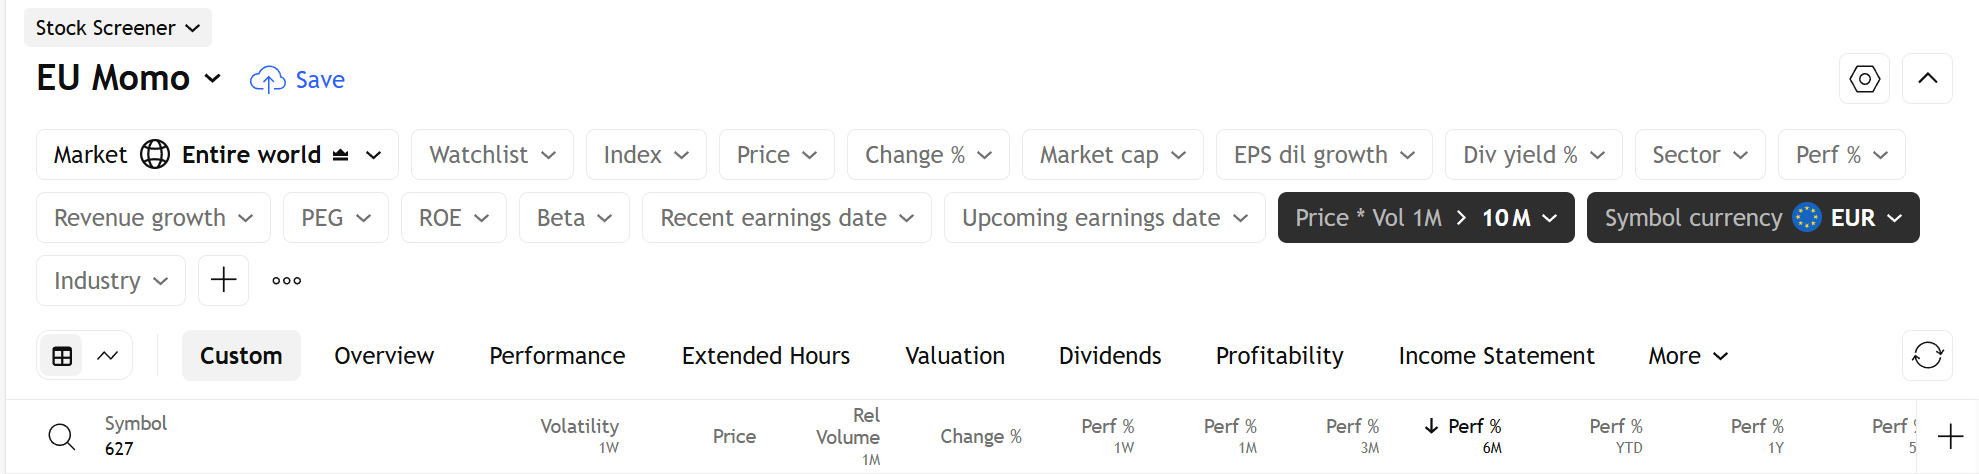 Stock Screener
EU Momo
Save
Market Entire world
Watchlist
Index
Price
Change %
Market cap
EPS dil growth
Div yield %
Sector
Perf %
Revenue growth
PEG
ROE
Beta
Recent earnings date
Upcoming earnings date
Price * Vol 1M > 10 M
Symbol currency EUR
Industry
Custom
Overview
Performance
Extended Hours
Valuation
Dividends
Profitability
Income Statement
More
Symbol
627
Volatility
1W
Price
Rel
Volume
1M
Change %
Perf %
1W
Perf %
1M
Perf %
3M
Perf %
6M
Perf %
YTD
Perf %
1Y
Perf
5